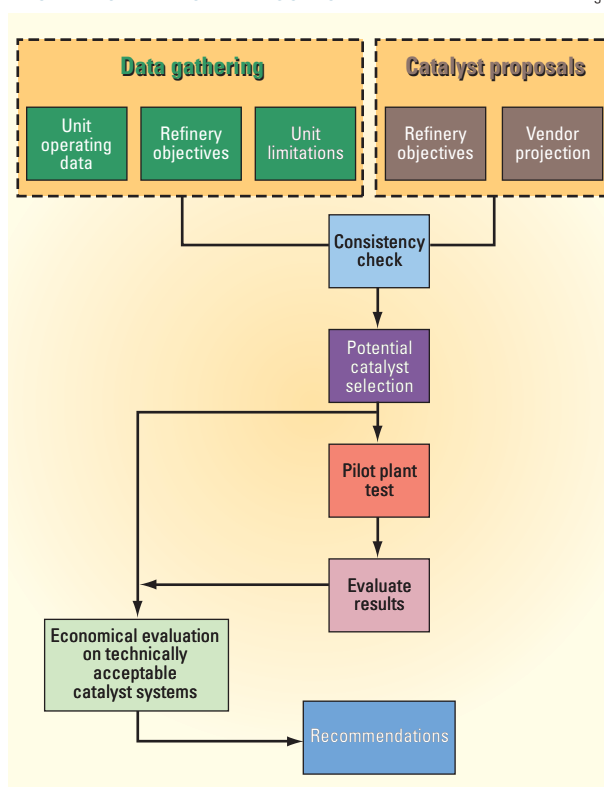 Data gathering
Catalyst proposals
Unit
operating
data
Refinery
objectives
Unit
limitations
Refinery
objectives
Vendor
projection
Consistency
check
Potential
catalyst
selection
Pilot plant
test
Evaluate
results
Economical evaluation
on technically
acceptable
catalyst systems
Recommendations